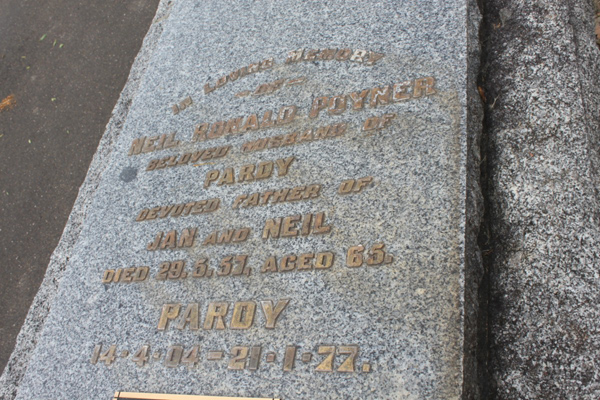 IN LOVING MEMORY
-OF-
NEIL RONALD POYNER
BELOVED HUSBAND OF
PARDY
DEVOTED FATHER OF
JAN AND NEIL
DIED 29.5.57, AGED 65.
PARDY
14·4·04-21·1·77.